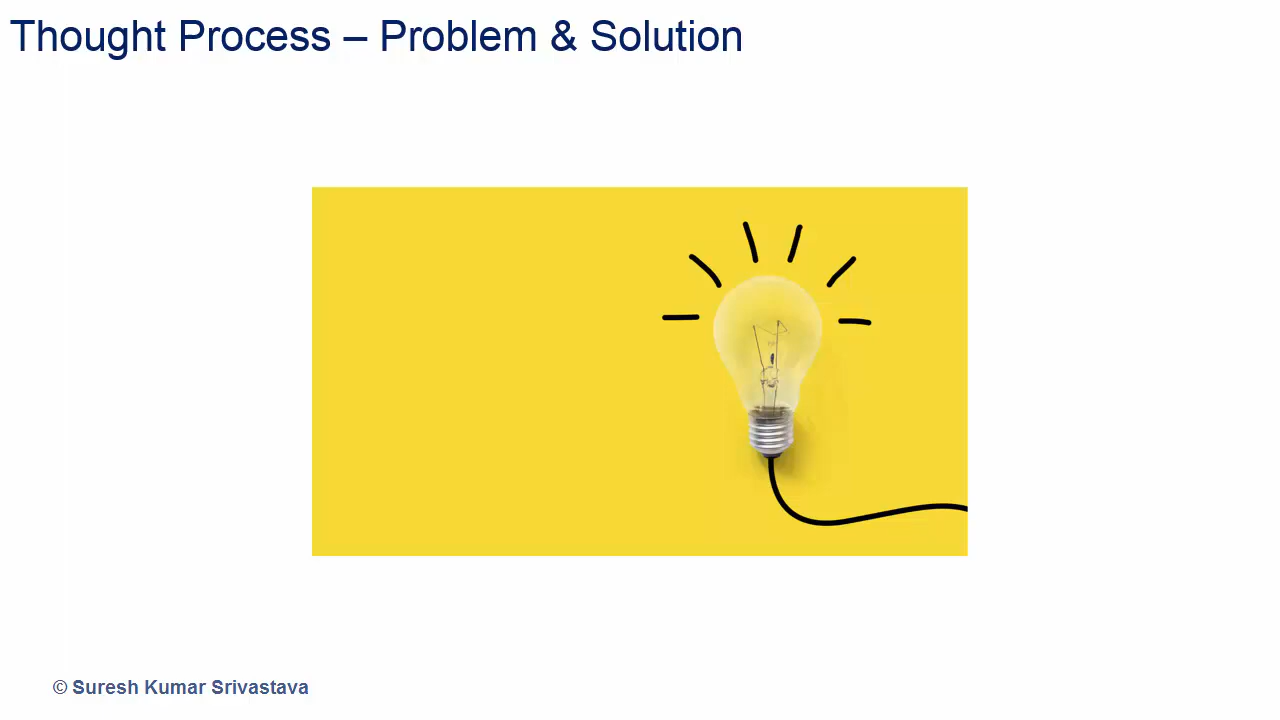 Thought Process – Problem & Solution
© Suresh Kumar Srivastava